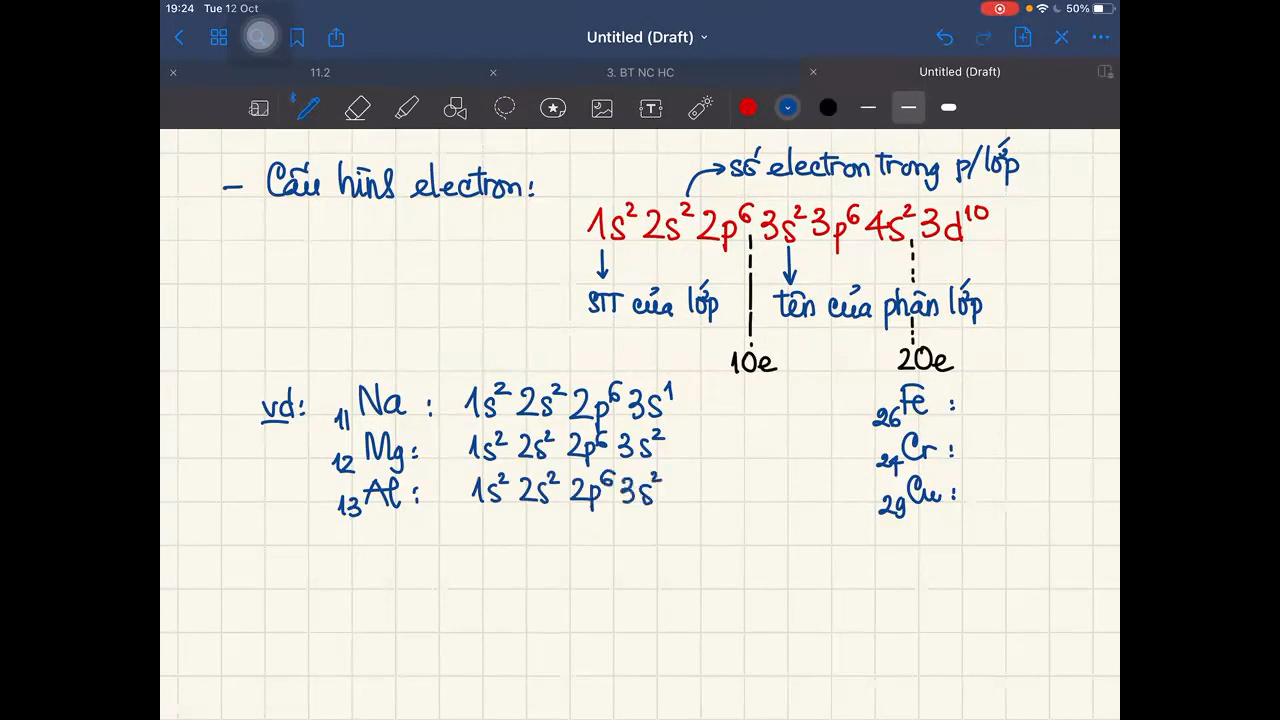 19:24 Tue 12 Oct 50%
Untitled (Draft)
11.2 3. BT NC HC Untitled (Draft)
- Cấu hình electron:
số electron trong p/lớp
1s² 2s² 2p⁶ 3s² 3p⁶ 4s² 3d¹⁰
STT của lớp tên của phân lớp
10e 20e
vd: ₁₁Na : 1s² 2s² 2p⁶ 3s¹ ₂₆Fe :
₁₂Mg : 1s² 2s² 2p⁶ 3s² ₂₄Cr :
₁₃Al : 1s² 2s² 2p⁶ 3s² ₂₉Cu :